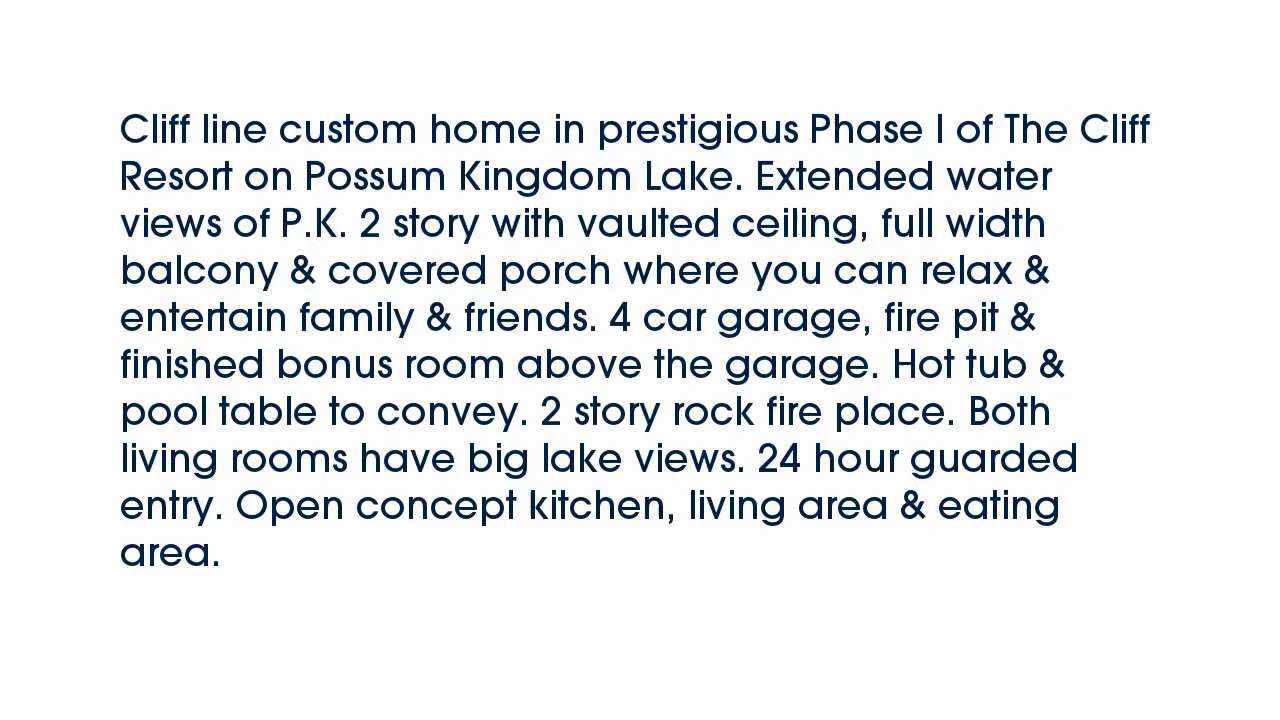 Cliff line custom home in prestigious Phase I of The Cliff
Resort on Possum Kingdom Lake. Extended water
views of P.K. 2 story with vaulted ceiling, full width
balcony & covered porch where you can relax &
entertain family & friends. 4 car garage, fire pit &
finished bonus room above the garage. Hot tub &
pool table to convey. 2 story rock fire place. Both
living rooms have big lake views. 24 hour guarded
entry. Open concept kitchen, living area & eating
area.